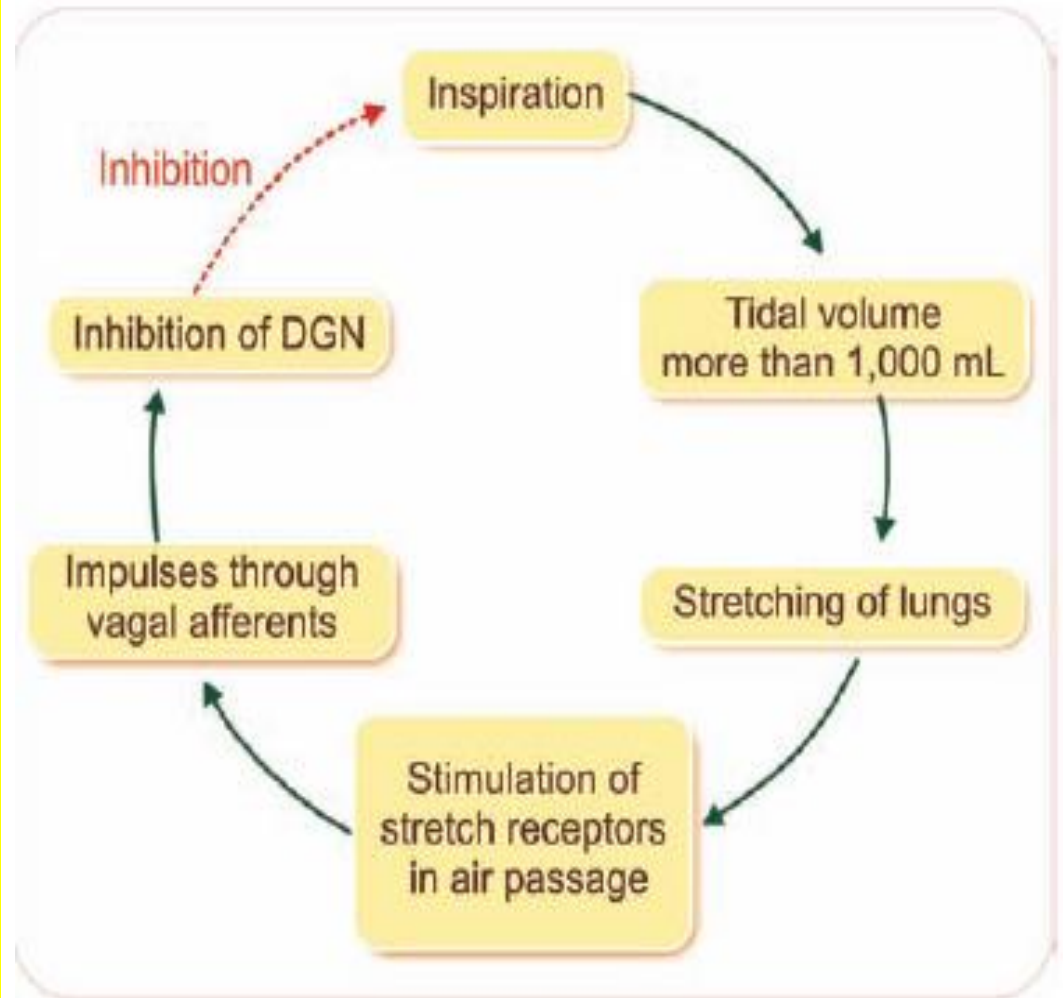 Inspiration
Inhibition
Tidal volume
more than 1,000 mL
Inhibition of DGN
Stretching of lungs
Impulses through
vagal afferents
Stimulation of
stretch receptors
in air passage